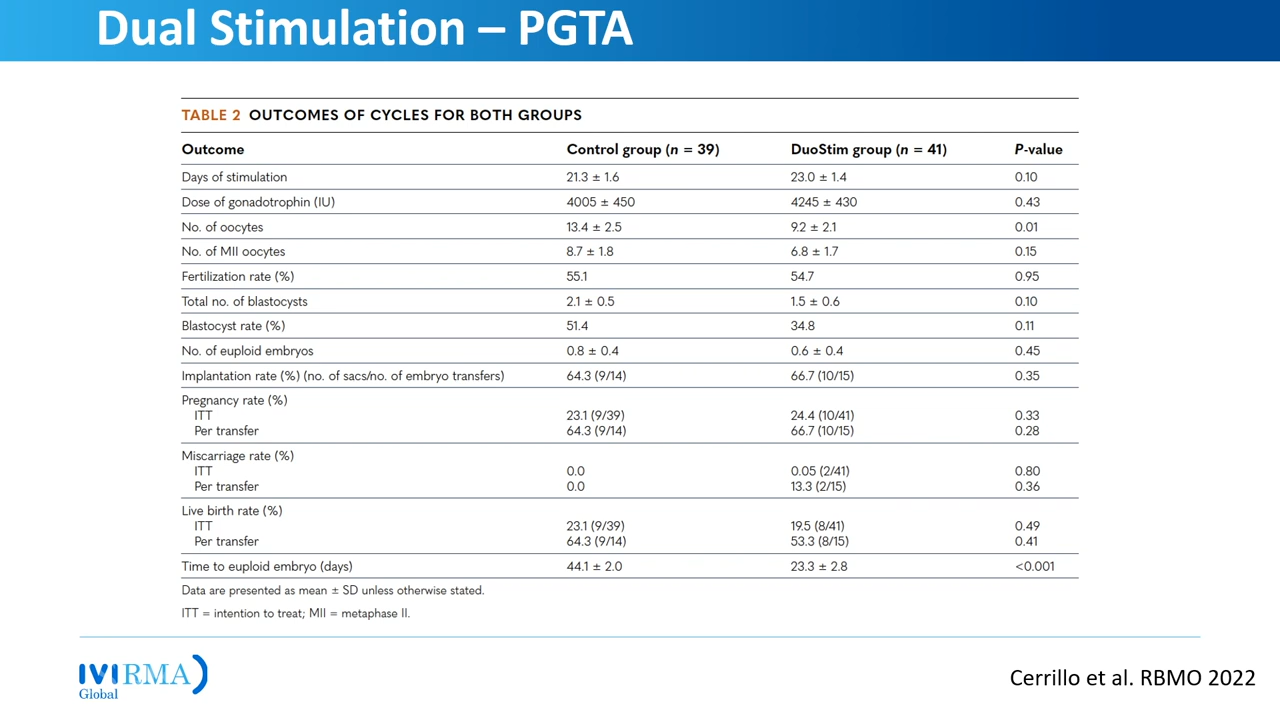 Dual Stimulation – PGTA
TABLE 2 OUTCOMES OF CYCLES FOR BOTH GROUPS
Outcome Control group (n = 39) DuoStim group (n = 41) P-value
Days of stimulation 21.3 ± 1.6 23.0 ± 1.4 0.10
Dose of gonadotrophin (IU) 4005 ± 450 4245 ± 430 0.43
No. of oocytes 13.4 ± 2.5 9.2 ± 2.1 0.01
No. of MII oocytes 8.7 ± 1.8 6.8 ± 1.7 0.15
Fertilization rate (%) 55.1 54.7 0.95
Total no. of blastocysts 2.1 ± 0.5 1.5 ± 0.6 0.10
Blastocyst rate (%) 51.4 34.8 0.11
No. of euploid embryos 0.8 ± 0.4 0.6 ± 0.4 0.45
Implantation rate (%) (no. of sacs/no. of embryo transfers) 64.3 (9/14) 66.7 (10/15) 0.35
Pregnancy rate (%)
ITT 23.1 (9/39) 24.4 (10/41) 0.33
Per transfer 64.3 (9/14) 66.7 (10/15) 0.28
Miscarriage rate (%)
ITT 0.0 0.05 (2/41) 0.80
Per transfer 0.0 13.3 (2/15) 0.36
Live birth rate (%)
ITT 23.1 (9/39) 19.5 (8/41) 0.49
Per transfer 64.3 (9/14) 53.3 (8/15) 0.41
Time to euploid embryo (days) 44.1 ± 2.0 23.3 ± 2.8 <0.001
Data are presented as mean ± SD unless otherwise stated.
ITT = intention to treat; MII = metaphase II.
IVIRMA
Global
Cerrillo et al. RBMO 2022